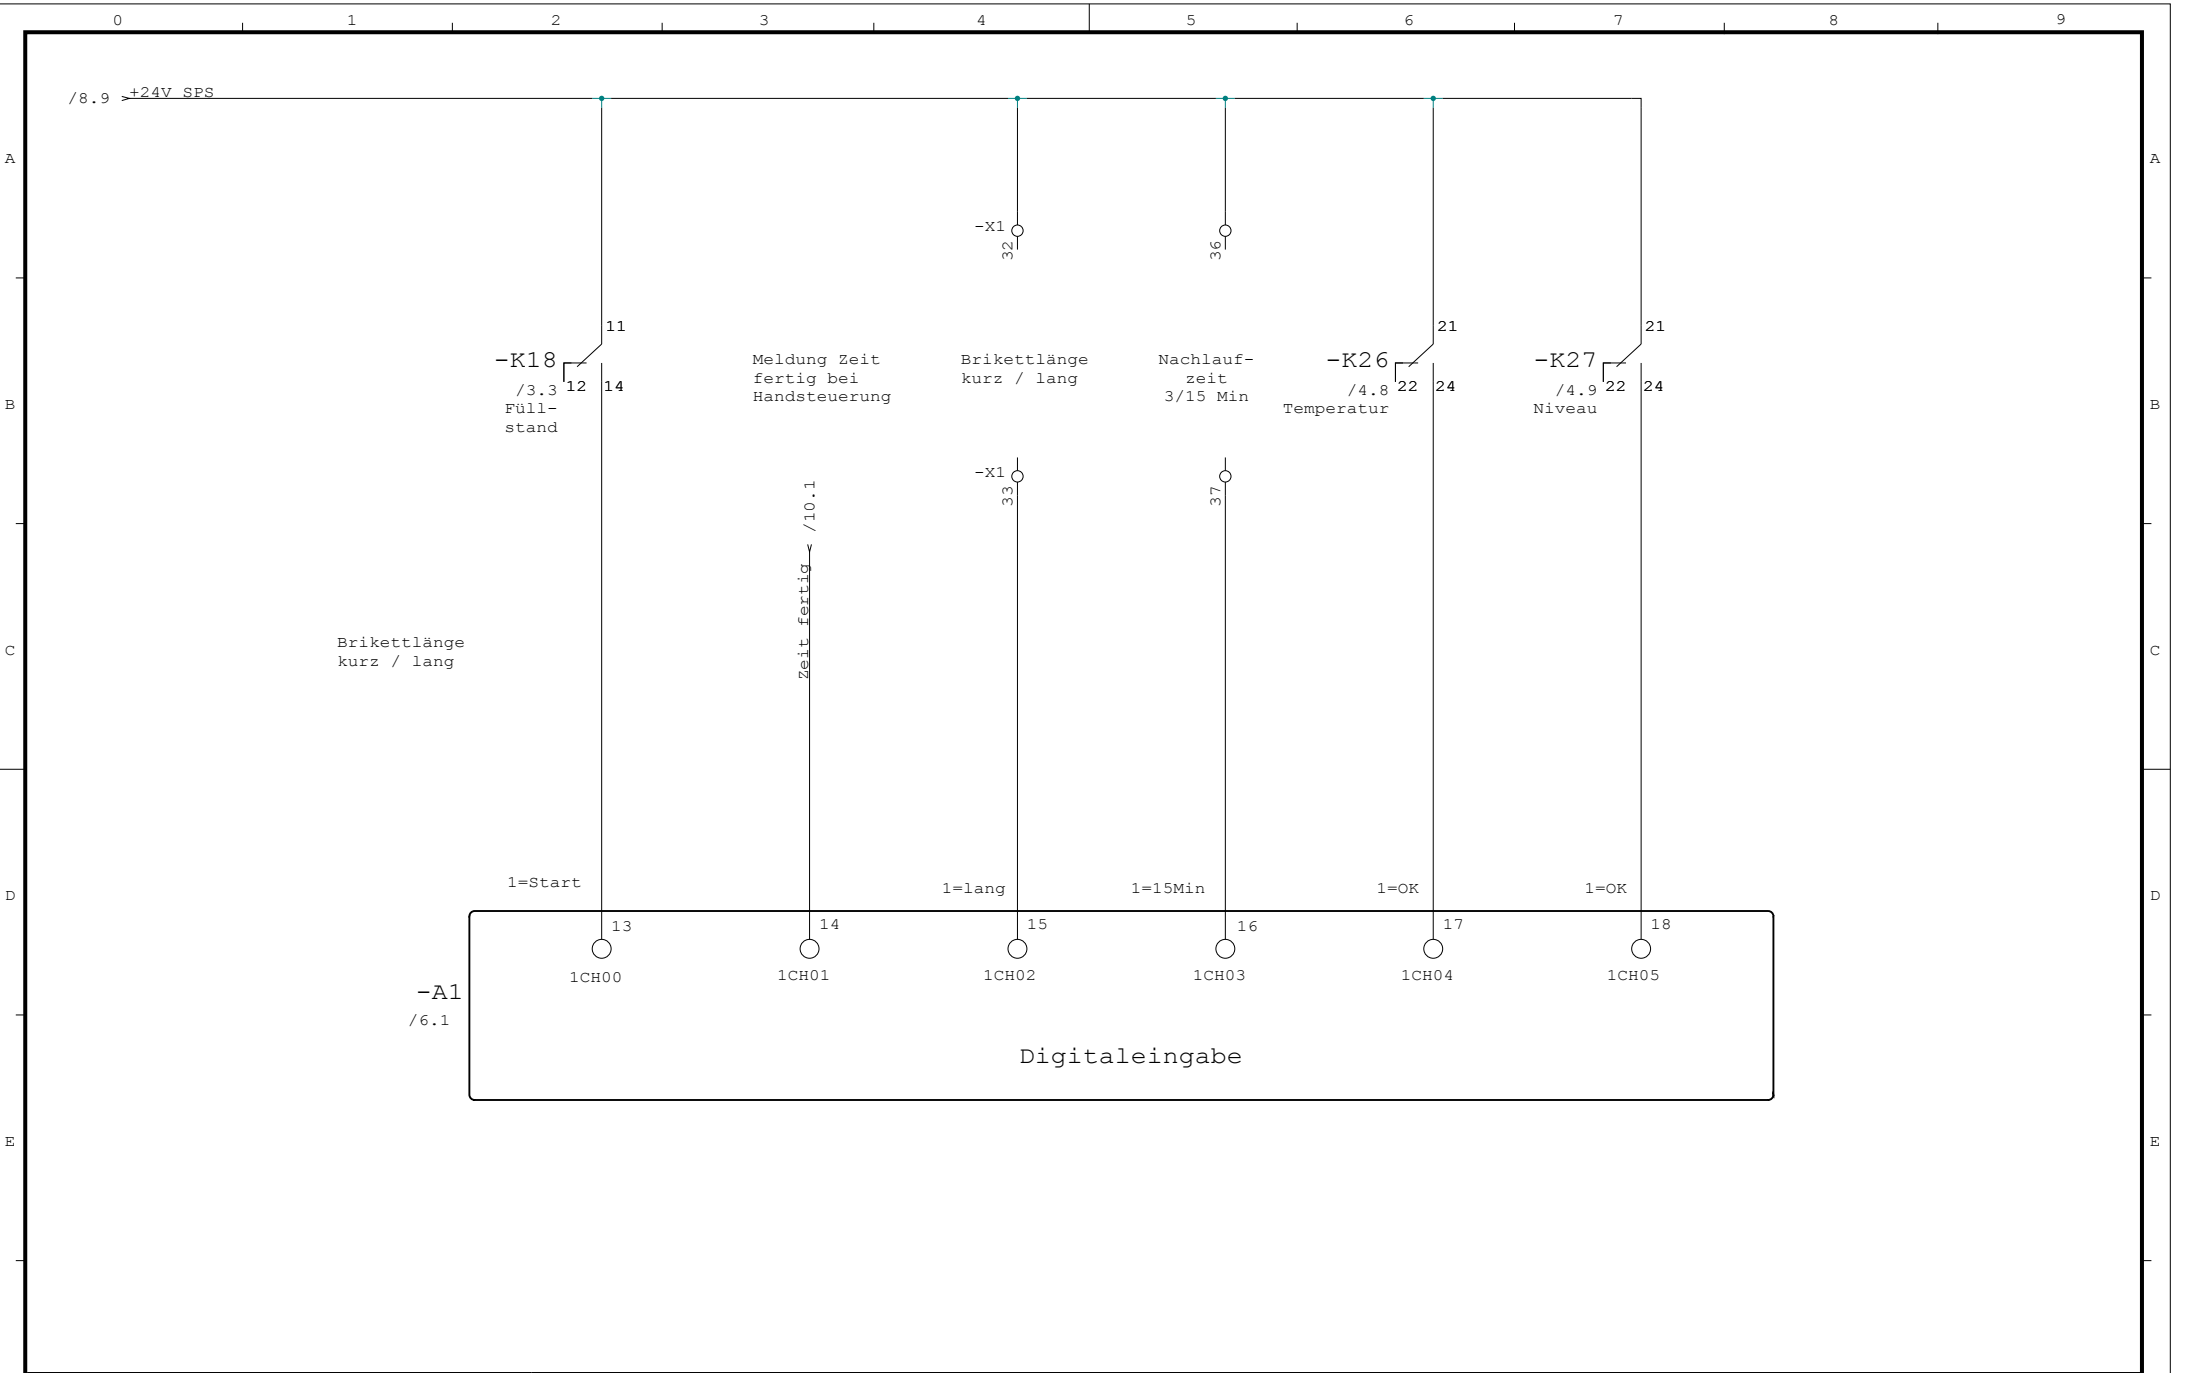 0 1 2 3 4 5 6 7 8 9
/8.9 +24V SPS
A A
-X1
32 36
11 21 21
-K18
/3.3 12 14
Füll-
stand
Meldung Zeit
fertig bei
Handsteuerung
Brikettlänge
kurz / lang
Nachlauf-
zeit
3/15 Min
-K26
/4.8 22 24
Temperatur
-K27
/4.9 22 24
Niveau
B B
-X1
33 37
Zeit fertig /10.1
Brikettlänge
kurz / lang
C C
1=Start 1=lang 1=15Min 1=OK 1=OK
D D
13 14 15 16 17 18
1CH00 1CH01 1CH02 1CH03 1CH04 1CH05
-A1
/6.1
Digitaleingabe
E E